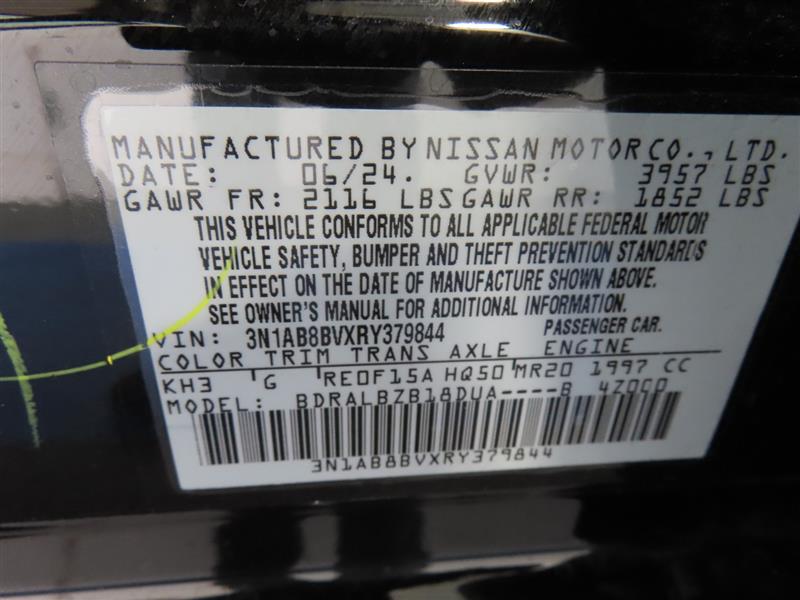 MANUFACTURED BY NISSAN MOTOR CO., LTD.
DATE: 06/24. GVWR: 3957 LBS
GAWR FR: 2116 LBS GAWR RR: 1852 LBS
THIS VEHICLE CONFORMS TO ALL APPLICABLE FEDERAL MOTOR
VEHICLE SAFETY, BUMPER AND THEFT PREVENTION STANDARDS
IN EFFECT ON THE DATE OF MANUFACTURE SHOWN ABOVE.
SEE OWNER'S MANUAL FOR ADDITIONAL INFORMATION.
VIN: 3N1AB8BVXRY379844 PASSENGER CAR.
COLOR TRIM TRANS AXLE ENGINE
KH3 G RE0F15A HQ50 MR20 1997 CC
MODEL: BDRALBZB18DUA----B 4Z0C0
3N1AB8BVXRY379844